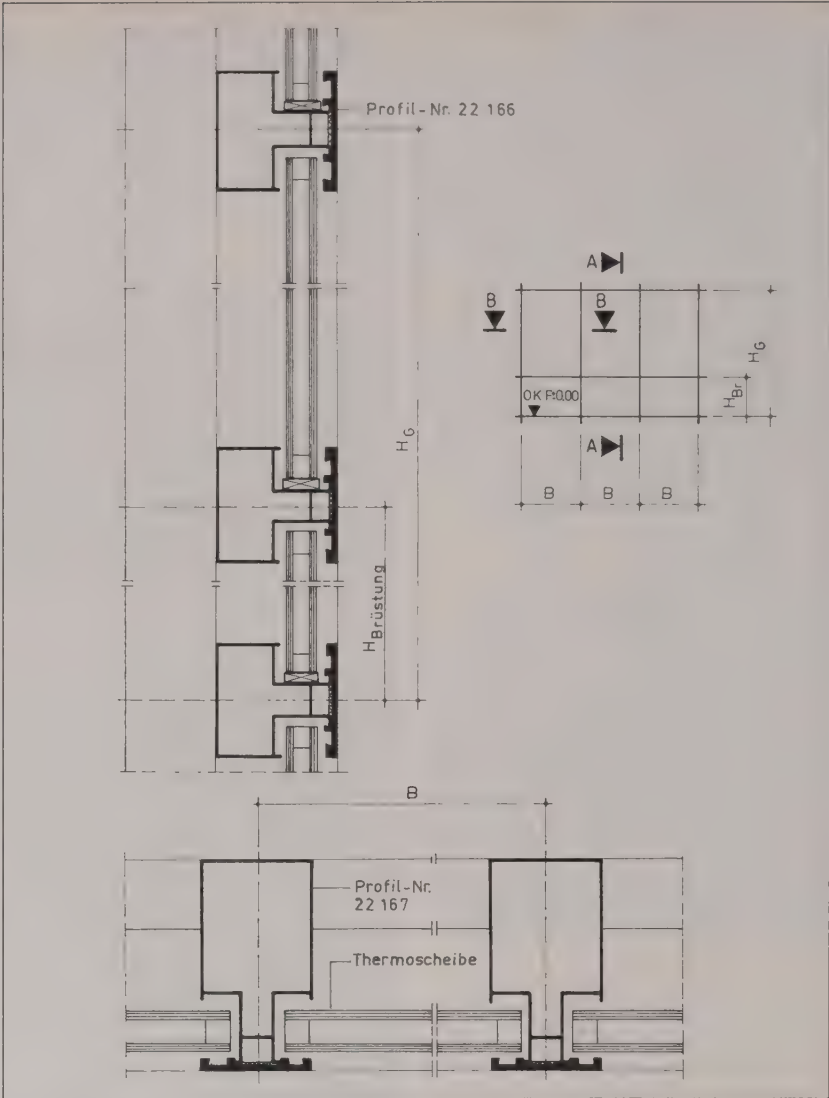 Profil-Nr. 22 166
A
B
B
H_G
OK F:0.00
H_Br
A
B
B
B
H_G
H_Brüstung
B
Profil-Nr.
22 167
Thermoscheibe